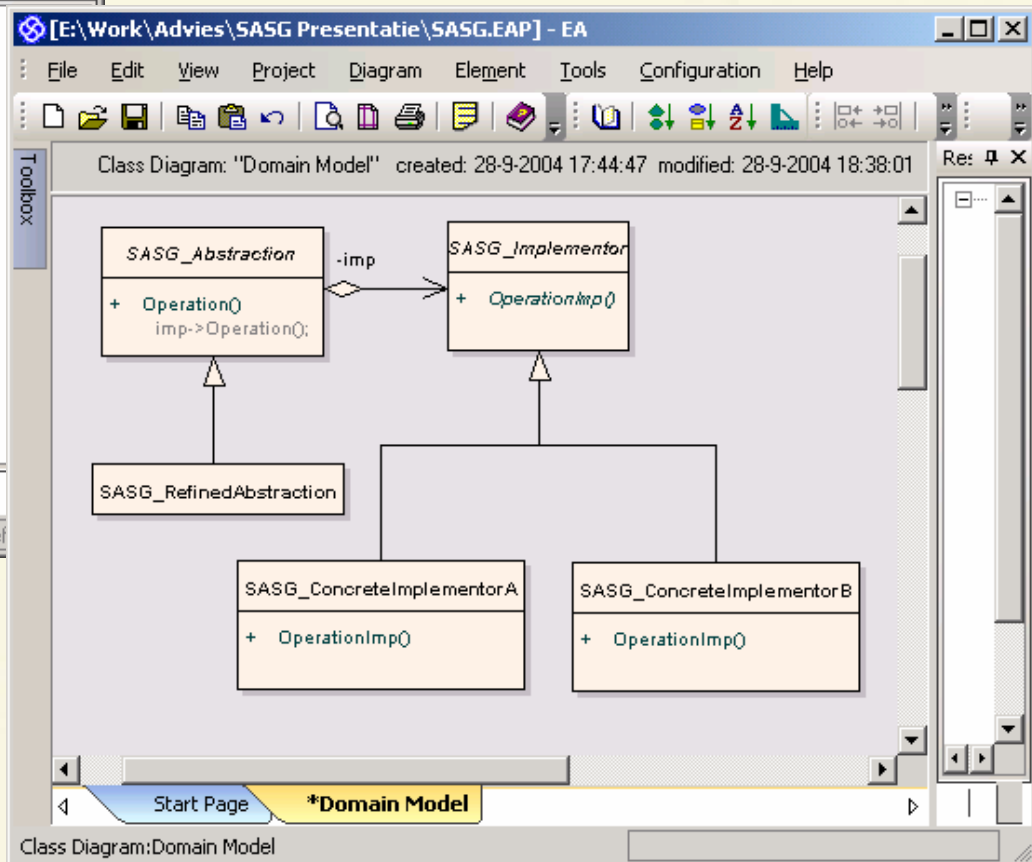 [E:\Work\Advies\SASG Presentatie\SASG.EAP] - EA
File Edit View Project Diagram Element Tools Configuration Help
Toolbox
Class Diagram: "Domain Model" created: 28-9-2004 17:44:47 modified: 28-9-2004 18:38:01
Re:
SASG_Abstraction
+ Operation()
imp->Operation();
-imp
SASG_Implementor
+ OperationImp()
SASG_RefinedAbstraction
SASG_ConcreteImplementorA
+ OperationImp()
SASG_ConcreteImplementorB
+ OperationImp()
Start Page
*Domain Model
Class Diagram:Domain Model